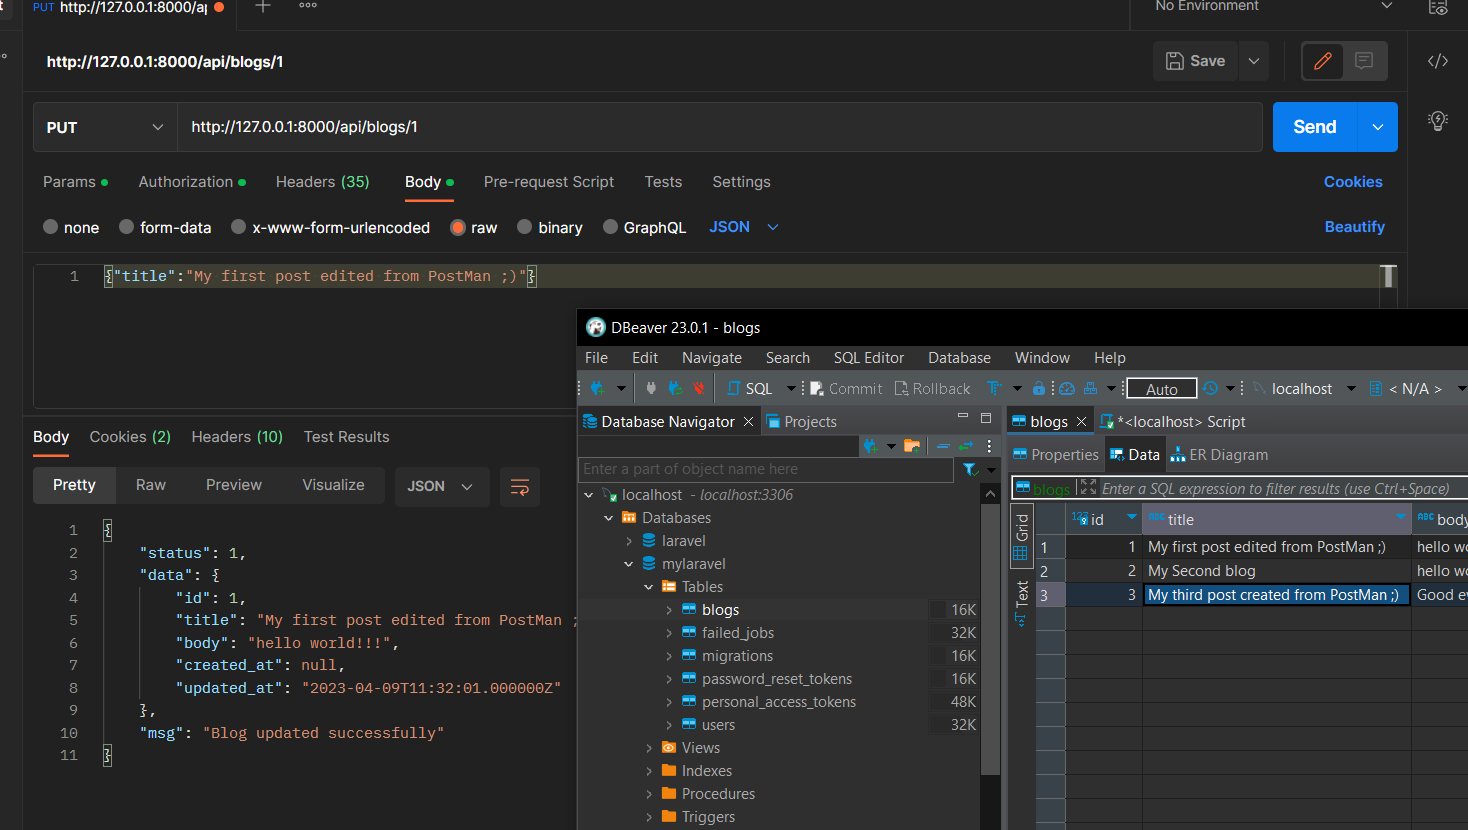 PUT http://127.0.0.1:8000/ap
No Environment
http://127.0.0.1:8000/api/blogs/1
Save
PUT
http://127.0.0.1:8000/api/blogs/1
Send
Params
Authorization
Headers (35)
Body
Pre-request Script
Tests
Settings
Cookies
none
form-data
x-www-form-urlencoded
raw
binary
GraphQL
JSON
Beautify
1 {"title":"My first post edited from PostMan ;)"}
Body
Cookies (2)
Headers (10)
Test Results
Pretty
Raw
Preview
Visualize
JSON
1 {
2 "status": 1,
3 "data": {
4 "id": 1,
5 "title": "My first post edited from PostMan ;
6 "body": "hello world!!!",
7 "created_at": null,
8 "updated_at": "2023-04-09T11:32:01.000000Z"
9 },
10 "msg": "Blog updated successfully"
11 }
DBeaver 23.0.1 - blogs
File Edit Navigate Search SQL Editor Database Window Help
SQL
Commit
Rollback
Auto
localhost
< N/A >
Database Navigator
Projects
Enter a part of object name here
localhost - localhost:3306
Databases
laravel
mylaravel
Tables
blogs 16K
failed_jobs 32K
migrations 16K
password_reset_tokens 16K
personal_access_tokens 48K
users 32K
Views
Indexes
Procedures
Triggers
blogs
*<localhost> Script
Properties
Data
ER Diagram
blogs
Enter a SQL expression to filter results (use Ctrl+Space)
Grid
Text
123 id
ABC title
ABC body
1 1 My first post edited from PostMan ;) hello wo
2 2 My Second blog hello wo
3 3 My third post created from PostMan ;) Good ev